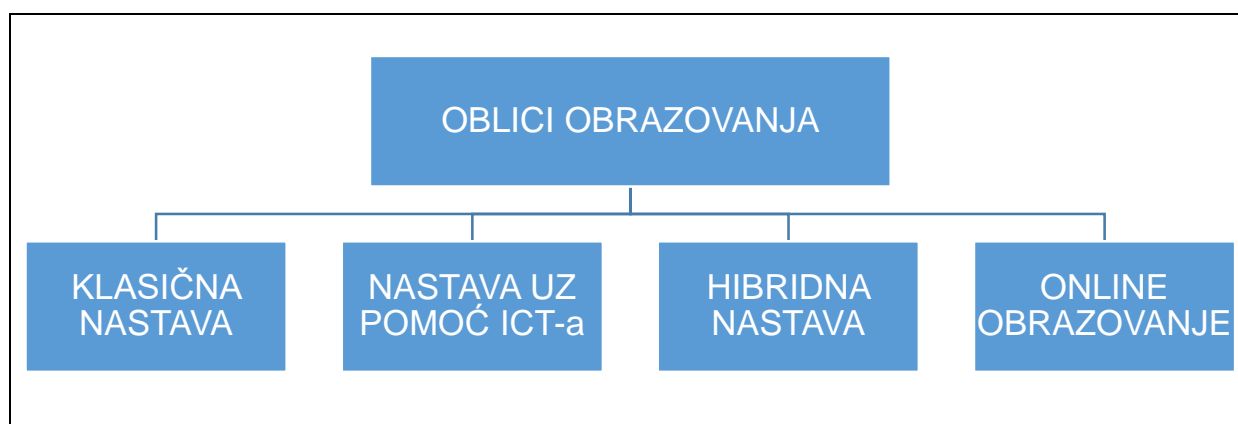 OBLICI OBRAZOVANJA
KLASIČNA
NASTAVA
NASTAVA UZ
POMOĆ ICT-a
HIBRIDNA
NASTAVA
ONLINE
OBRAZOVANJE